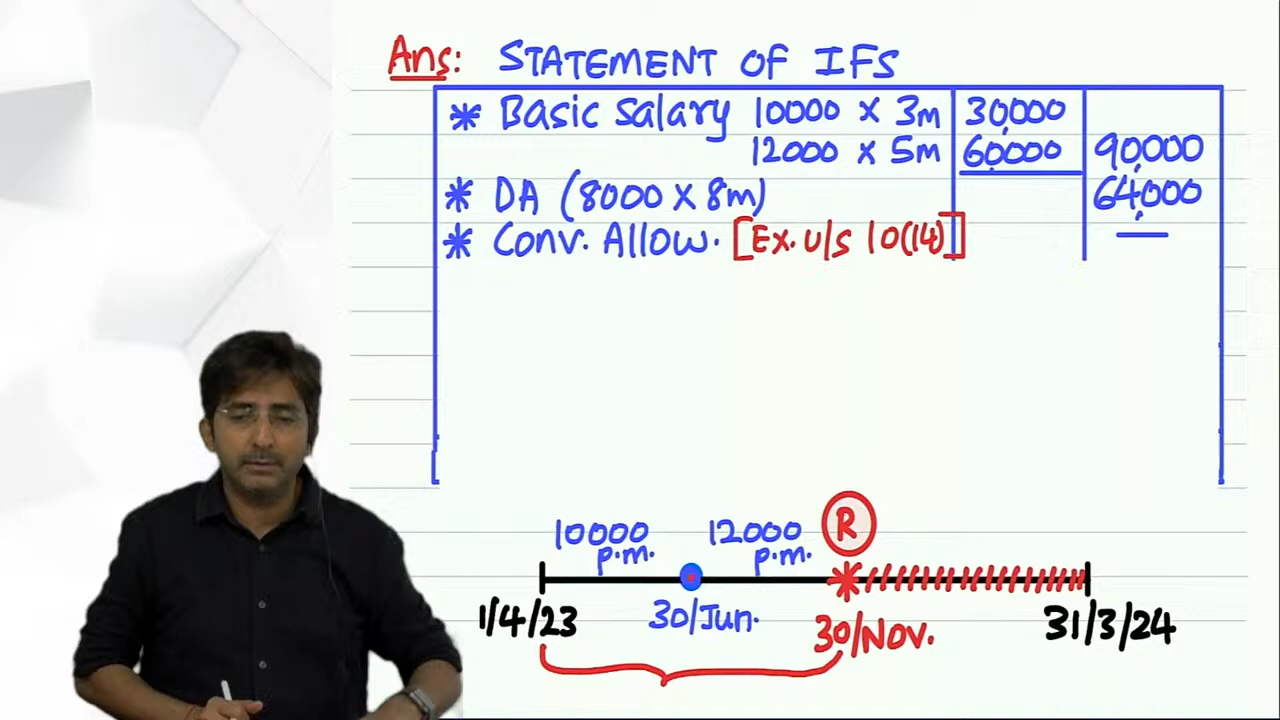 Ans: STATEMENT OF IFS
* Basic Salary 10000 x 3m 30,000
12000 x 5m 60,000 90,000
* DA (8000 x 8m) 64,000
* Conv. Allow. [Ex. u/s 10(14)] —
10000 p.m. 12000 p.m. R
1/4/23 30/Jun. 30/Nov. 31/3/24